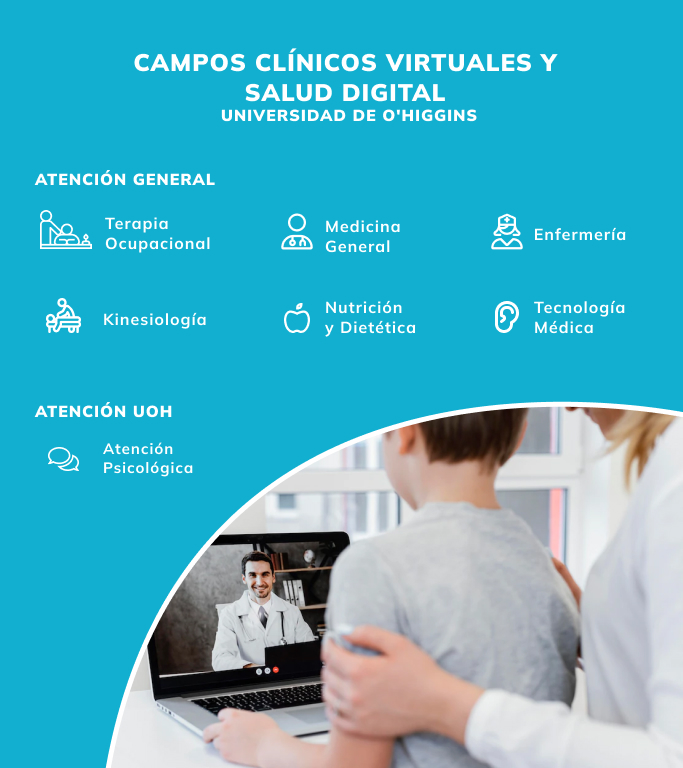 CAMPOS CLÍNICOS VIRTUALES Y
SALUD DIGITAL
UNIVERSIDAD DE O'HIGGINS
ATENCIÓN GENERAL
Terapia
Ocupacional
Medicina
General
Enfermería
Kinesiología
Nutrición
y Dietética
Tecnología
Médica
ATENCIÓN UOH
Atención
Psicológica